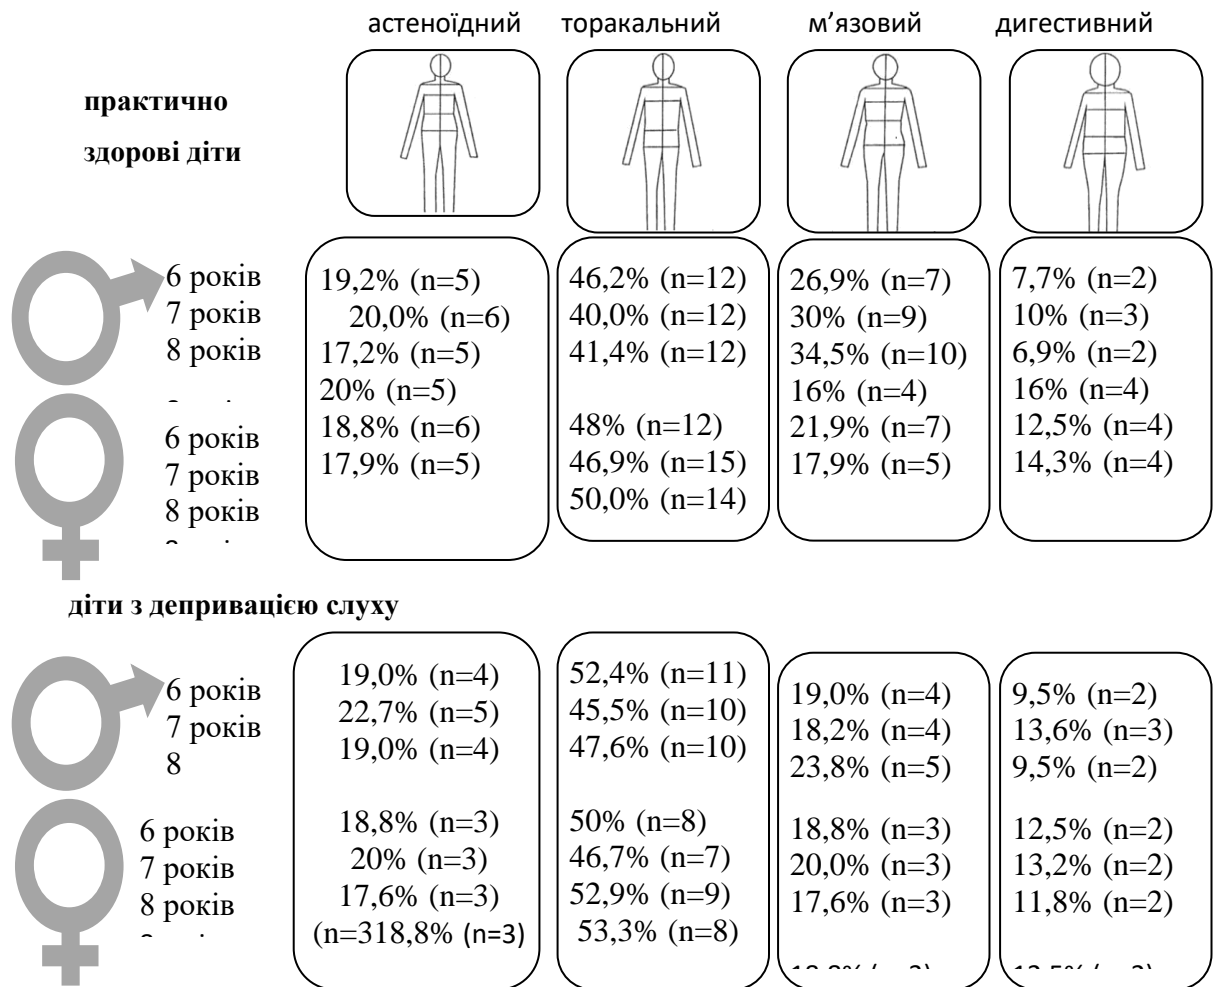 астеноїдний торакальний м’язовий дигестивний
практично
здорові діти
6 років 19,2% (n=5) 46,2% (n=12) 26,9% (n=7) 7,7% (n=2)
7 років 20,0% (n=6) 40,0% (n=12) 30% (n=9) 10% (n=3)
8 років 17,2% (n=5) 41,4% (n=12) 34,5% (n=10) 6,9% (n=2)
20% (n=5) 16% (n=4) 16% (n=4)
6 років 18,8% (n=6) 48% (n=12) 21,9% (n=7) 12,5% (n=4)
7 років 17,9% (n=5) 46,9% (n=15) 17,9% (n=5) 14,3% (n=4)
8 років 50,0% (n=14)
діти з депривацією слуху
6 років 19,0% (n=4) 52,4% (n=11) 19,0% (n=4) 9,5% (n=2)
7 років 22,7% (n=5) 45,5% (n=10) 18,2% (n=4) 13,6% (n=3)
8 19,0% (n=4) 47,6% (n=10) 23,8% (n=5) 9,5% (n=2)
6 років 18,8% (n=3) 50% (n=8) 18,8% (n=3) 12,5% (n=2)
7 років 20% (n=3) 46,7% (n=7) 20,0% (n=3) 13,2% (n=2)
8 років 17,6% (n=3) 52,9% (n=9) 17,6% (n=3) 11,8% (n=2)
(n=318,8% (n=3) 53,3% (n=8)